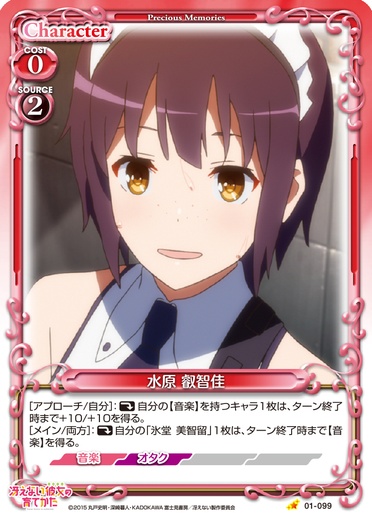 Precious Memories
Character
COST
0
SOURCE
2
水原 叡智佳
[アプローチ/自分]：自分の【音楽】を持つキャラ1枚は、ターン終了
時まで+10/+10を得る。
[メイン/両方]：自分の「氷堂 美智留」1枚は、ターン終了時まで【音
楽】を得る。
音楽 オタク
冴えない彼女の
育てかた
©2015 丸戸史明・深崎暮人・KADOKAWA 富士見書房/冴えない製作委員会
01-099